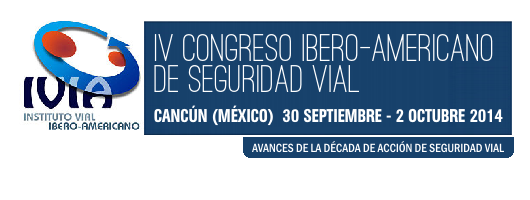 IVIA
INSTITUTO VIAL
IBERO-AMERICANO
IV CONGRESO IBERO-AMERICANO
DE SEGURIDAD VIAL
CANCÚN (MÉXICO) 30 SEPTIEMBRE - 2 OCTUBRE 2014
AVANCES DE LA DÉCADA DE ACCIÓN DE SEGURIDAD VIAL